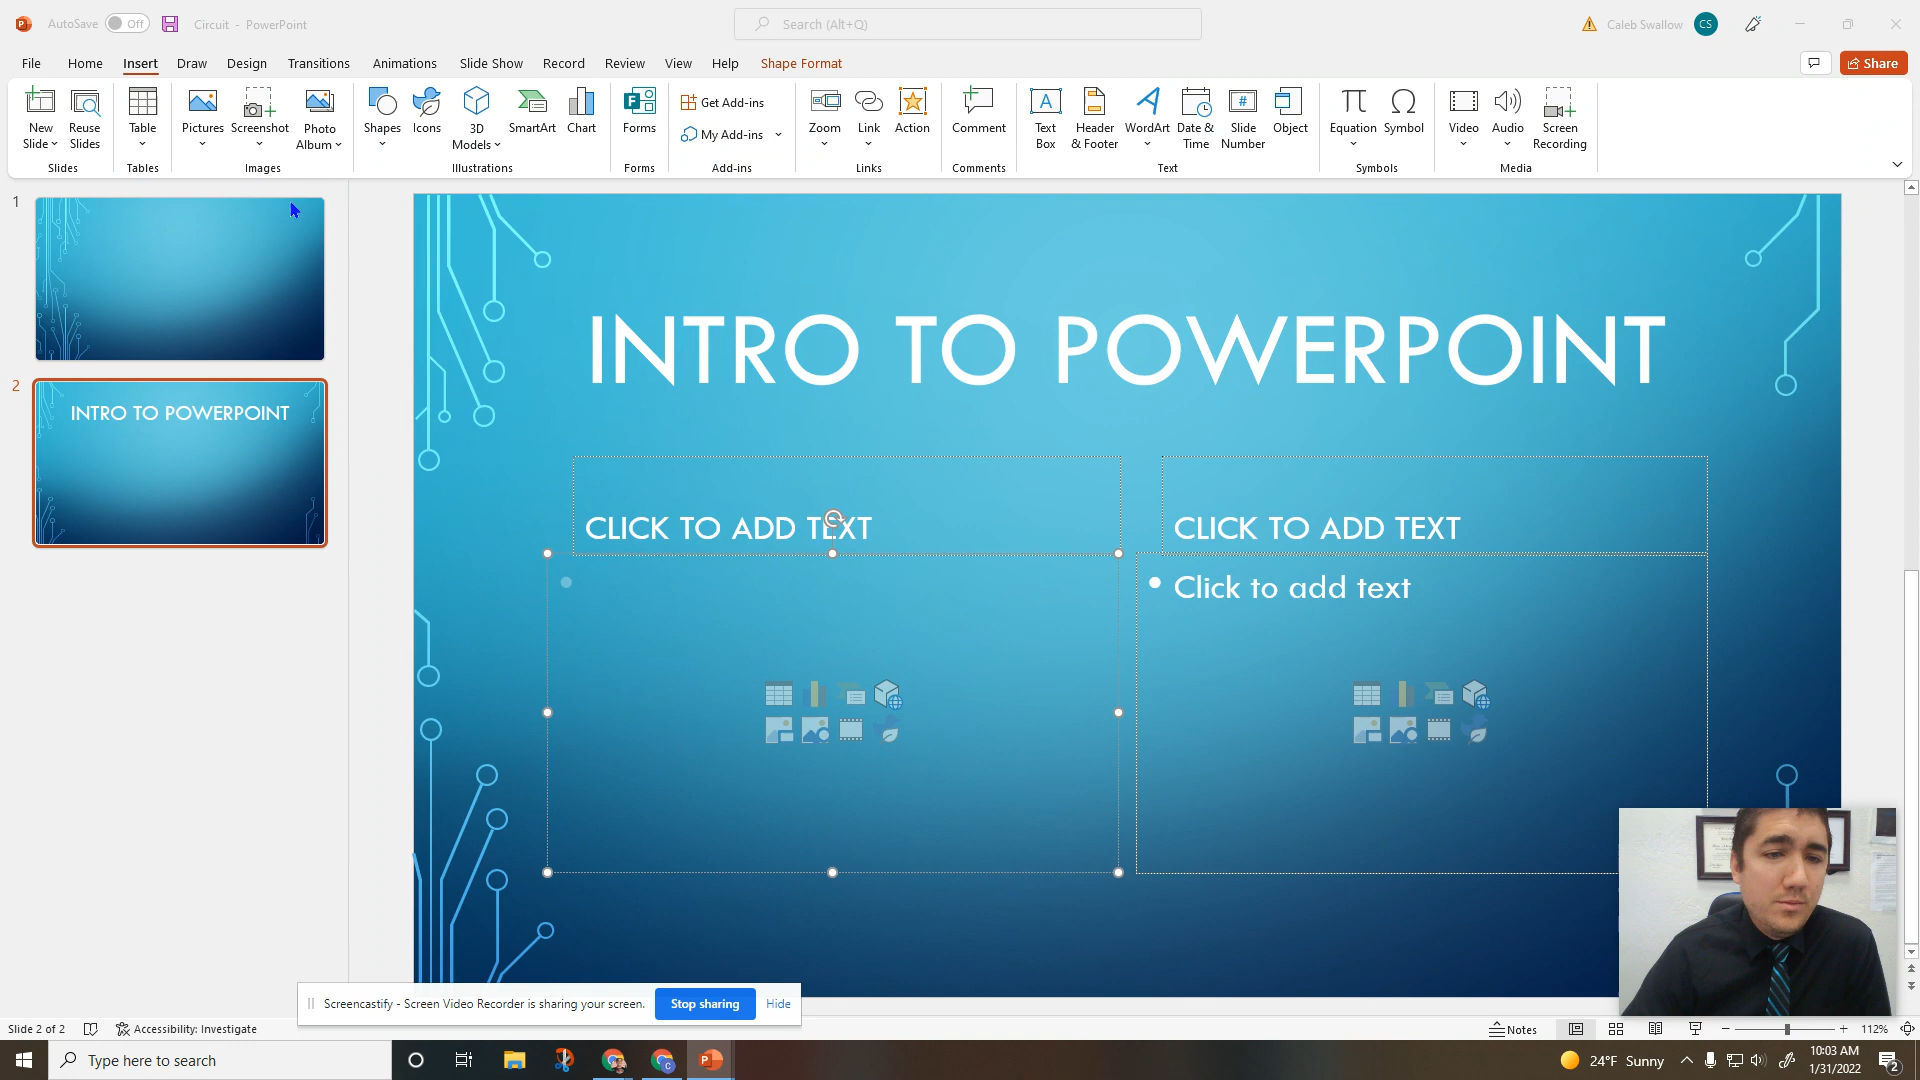 AutoSave Off Circuit - PowerPoint Search (Alt+Q) Caleb Swallow CS
File Home Insert Draw Design Transitions Animations Slide Show Record Review View Help Shape Format Share
New Slide
Reuse Slides
Table
Pictures
Screenshot
Photo Album
Shapes
Icons
3D Models
SmartArt
Chart
Forms
Get Add-ins
My Add-ins
Zoom
Link
Action
Comment
Text Box
Header & Footer
WordArt
Date & Time
Slide Number
Object
Equation
Symbol
Video
Audio
Screen Recording
Slides Tables Images Illustrations Forms Add-ins Links Comments Text Symbols Media
1
2
INTRO TO POWERPOINT
INTRO TO POWERPOINT
CLICK TO ADD TEXT
CLICK TO ADD TEXT
• Click to add text
Screencastify - Screen Video Recorder is sharing your screen. Stop sharing Hide
Slide 2 of 2 Accessibility: Investigate Notes 112%
Type here to search 24°F Sunny 10:03 AM
1/31/2022 2